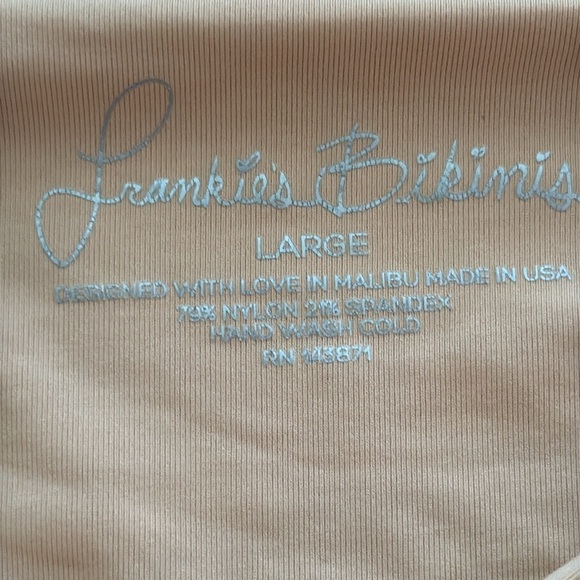 Frankie's Bikinis
LARGE
DESIGNED WITH LOVE IN MALIBU MADE IN USA
79% NYLON 21% SPANDEX
HAND WASH COLD
RN 143871